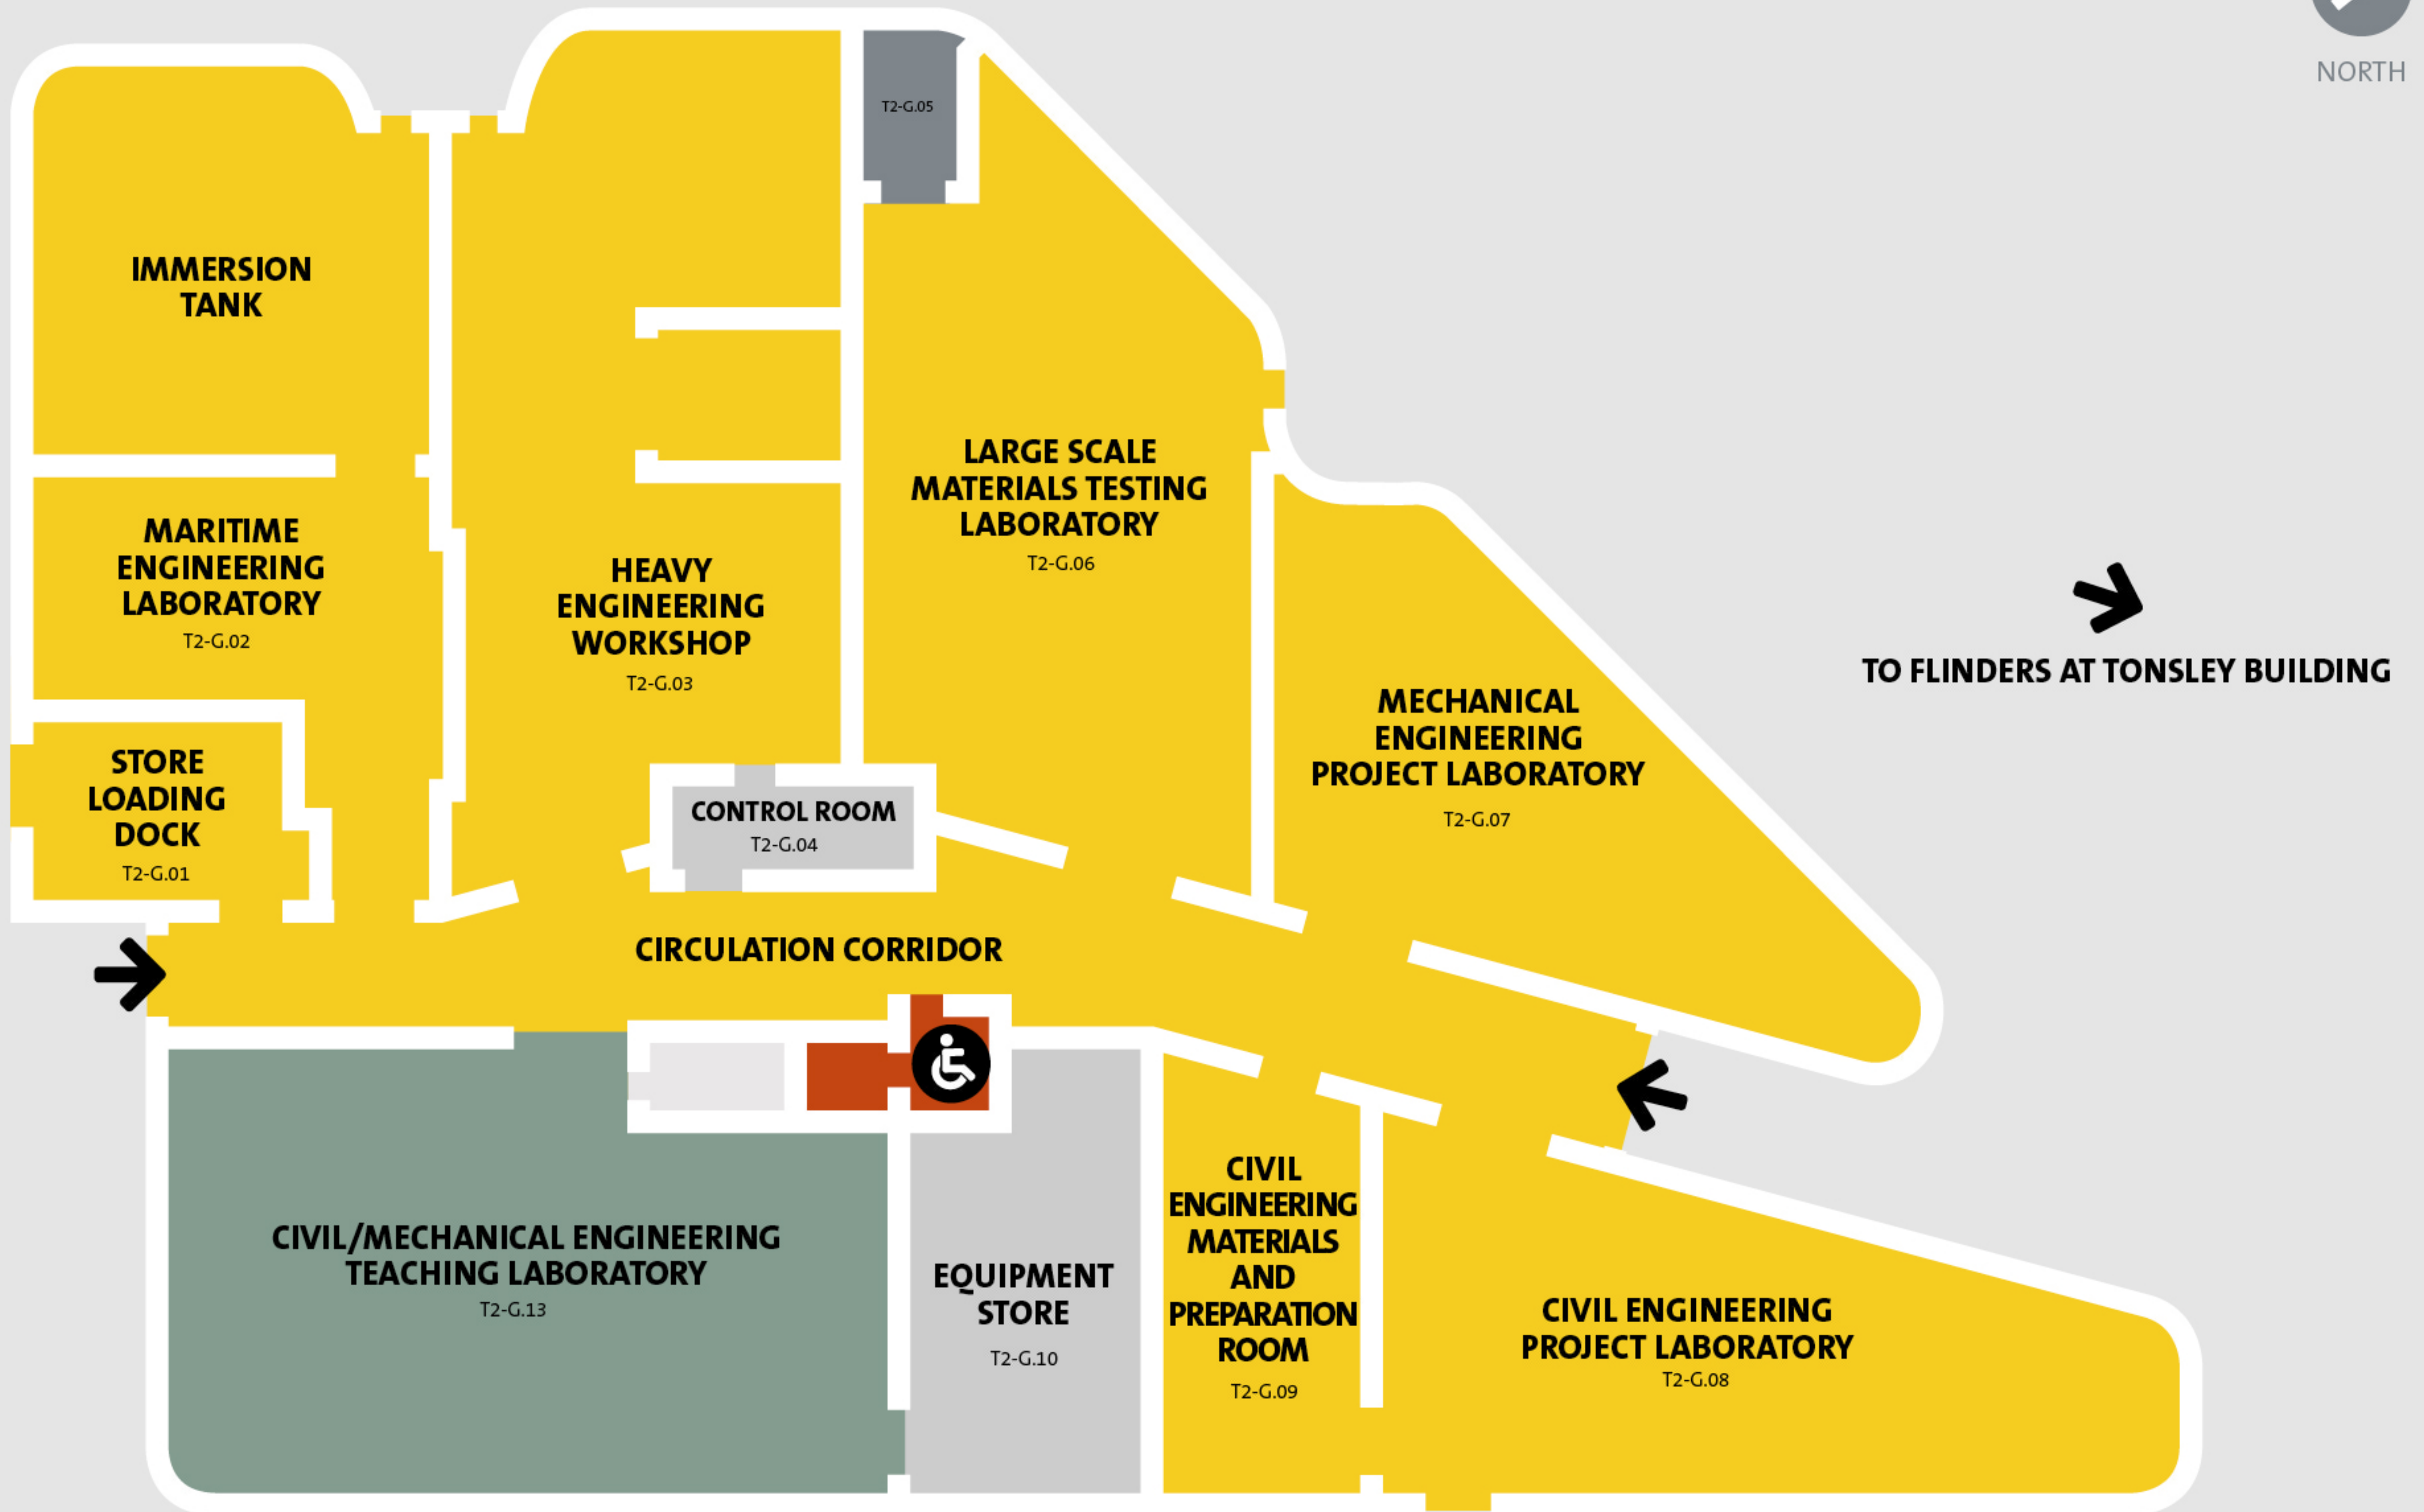 NORTH
T2-G.05
IMMERSION
TANK
LARGE SCALE
MATERIALS TESTING
LABORATORY
T2-G.06
MARITIME
ENGINEERING
LABORATORY
T2-G.02
HEAVY
ENGINEERING
WORKSHOP
T2-G.03
TO FLINDERS AT TONSLEY BUILDING
MECHANICAL
ENGINEERING
PROJECT LABORATORY
T2-G.07
STORE
LOADING
DOCK
T2-G.01
CONTROL ROOM
T2-G.04
CIRCULATION CORRIDOR
CIVIL/MECHANICAL ENGINEERING
TEACHING LABORATORY
T2-G.13
EQUIPMENT
STORE
T2-G.10
CIVIL
ENGINEERING
MATERIALS
AND
PREPARATION
ROOM
T2-G.09
CIVIL ENGINEERING
PROJECT LABORATORY
T2-G.08